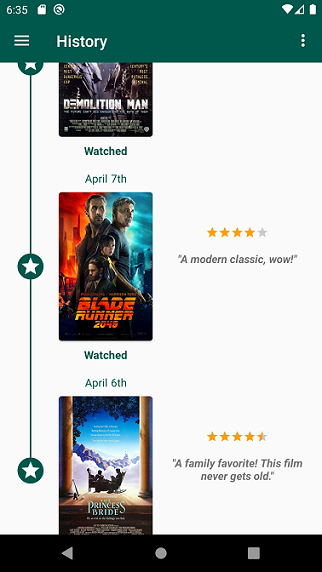 6:35
History
DEMOLITION MAN
Watched
April 7th
BLADE
RUNNER
2049
"A modern classic, wow!"
Watched
April 6th
PRINCESS
BRIDE
"A family favorite! This film
never gets old."